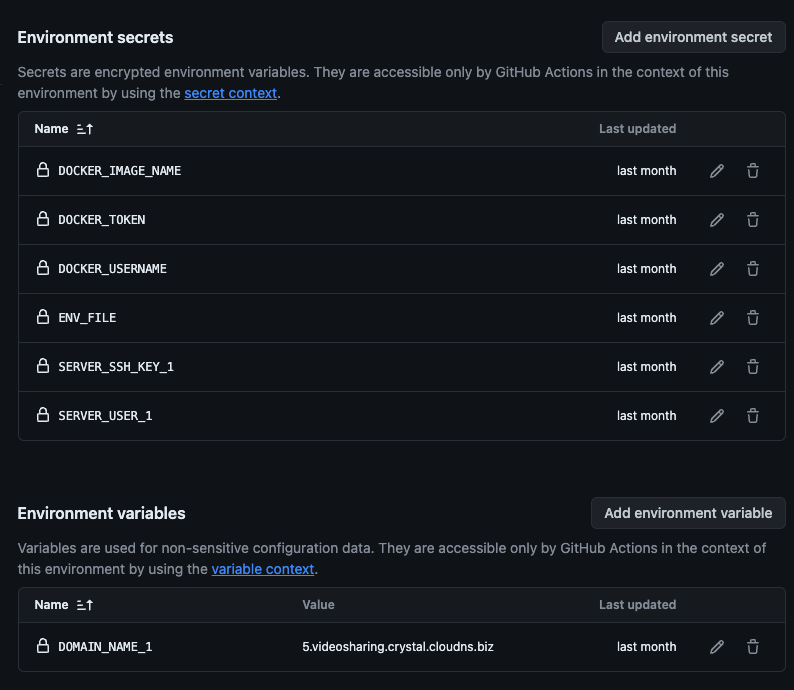 Environment secrets
Add environment secret
Secrets are encrypted environment variables. They are accessible only by GitHub Actions in the context of this
environment by using the secret context.
Name Last updated
DOCKER_IMAGE_NAME last month
DOCKER_TOKEN last month
DOCKER_USERNAME last month
ENV_FILE last month
SERVER_SSH_KEY_1 last month
SERVER_USER_1 last month
Environment variables
Add environment variable
Variables are used for non-sensitive configuration data. They are accessible only by GitHub Actions in the context of
this environment by using the variable context.
Name Value Last updated
DOMAIN_NAME_1 5.videosharing.crystal.cloudns.biz last month